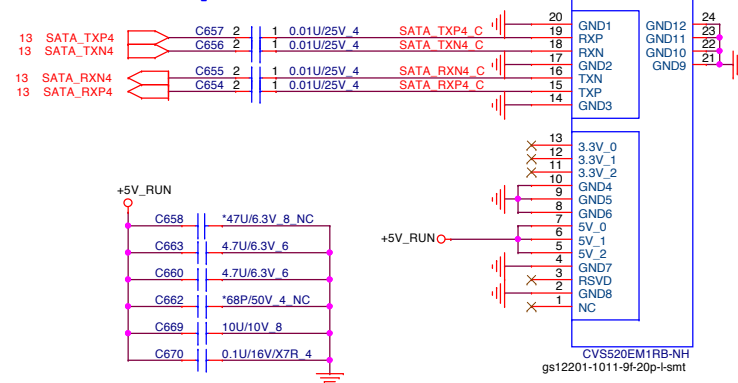 20 GND1 GND12 24
13 SATA_TXP4 C657 2 1 0.01U/25V_4 SATA_TXP4_C 19 RXP GND11 23
13 SATA_TXN4 C656 2 1 0.01U/25V_4 SATA_TXN4_C 18 RXN GND10 22
17 GND2 GND9 21
13 SATA_RXN4 C655 2 1 0.01U/25V_4 SATA_RXN4_C 16 TXN
13 SATA_RXP4 C654 2 1 0.01U/25V_4 SATA_RXP4_C 15 TXP
14 GND3
13 3.3V_0
12 3.3V_1
11 3.3V_2
10 GND4
9 GND5
8 GND6
7 5V_0
+5V_RUN 6 5V_1
5 5V_2
4 GND7
3 RSVD
2 GND8
1 NC
CVS520EM1RB-NH
gs12201-1011-9f-20p-l-smt
+5V_RUN
C658 *47U/6.3V_8_NC
C663 4.7U/6.3V_6
C660 4.7U/6.3V_6
C662 *68P/50V_4_NC
C669 10U/10V_8
C670 0.1U/16V/X7R_4